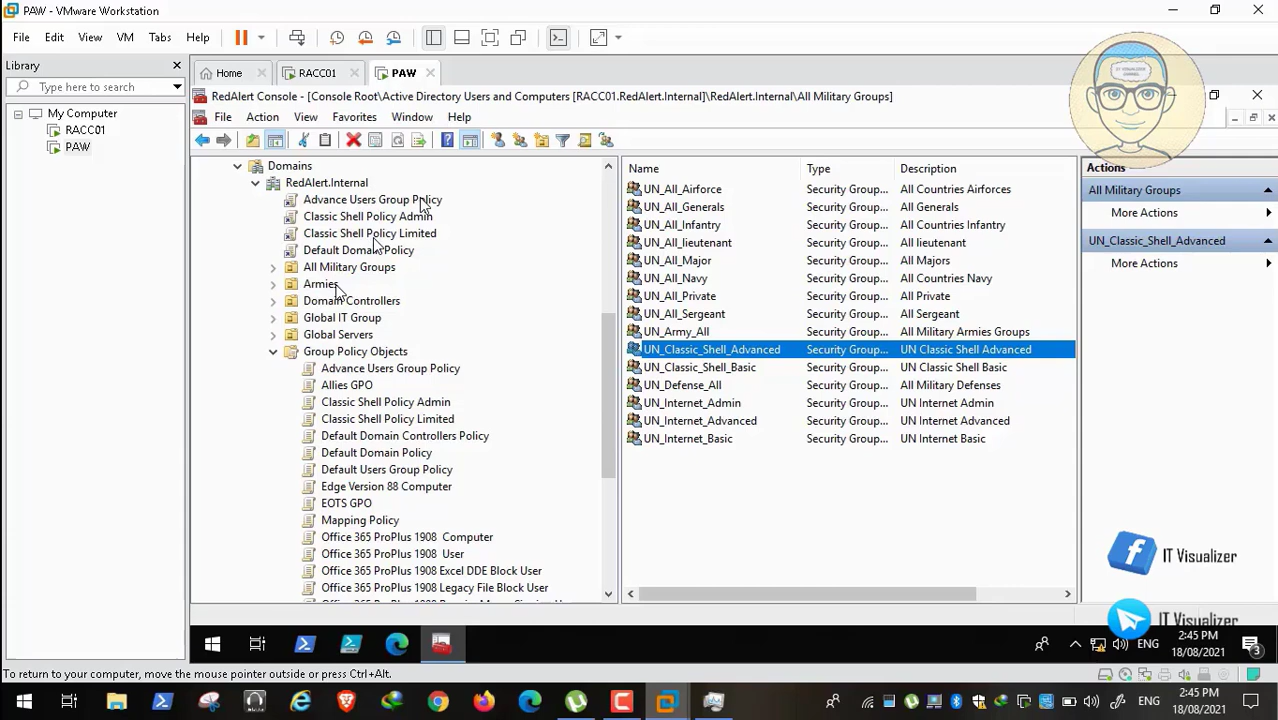 PAW - VMware Workstation
File Edit View VM Tabs Help
Library
Type here to search
My Computer
RACC01
PAW
Home RACC01 PAW
RedAlert Console - [Console Root\Active Directory Users and Computers [RACC01.RedAlert.Internal]\RedAlert.Internal\All Military Groups]
File Action View Favorites Window Help
Domains
RedAlert.Internal
Advance Users Group Policy
Classic Shell Policy Admin
Classic Shell Policy Limited
Default Domain Policy
All Military Groups
Armies
Domain Controllers
Global IT Group
Global Servers
Group Policy Objects
Advance Users Group Policy
Allies GPO
Classic Shell Policy Admin
Classic Shell Policy Limited
Default Domain Controllers Policy
Default Domain Policy
Default Users Group Policy
Edge Version 88 Computer
EOTS GPO
Mapping Policy
Office 365 ProPlus 1908 Computer
Office 365 ProPlus 1908 User
Office 365 ProPlus 1908 Excel DDE Block User
Office 365 ProPlus 1908 Legacy File Block User
Name Type Description
UN_All_Airforce Security Group... All Countries Airforces
UN_All_Generals Security Group... All Generals
UN_All_Infantry Security Group... All Countries Infantry
UN_All_lieutenant Security Group... All lieutenant
UN_All_Major Security Group... All Majors
UN_All_Navy Security Group... All Countries Navy
UN_All_Private Security Group... All Private
UN_All_Sergeant Security Group... All Sergeant
UN_Army_All Security Group... All Military Armies Groups
UN_Classic_Shell_Advanced Security Group... UN Classic Shell Advanced
UN_Classic_Shell_Basic Security Group... UN Classic Shell Basic
UN_Defense_All Security Group... All Military Defenses
UN_Internet_Admin Security Group... UN Internet Admin
UN_Internet_Advanced Security Group... UN Internet Advanced
UN_Internet_Basic Security Group... UN Internet Basic
Actions
All Military Groups
More Actions
UN_Classic_Shell_Advanced
More Actions
IT VISUALIZER
CHANNEL
IT Visualizer
IT Visualizer
ENG
2:45 PM
18/08/2021
3
To return to your computer, move the mouse pointer outside or press Ctrl+Alt.
ENG
2:45 PM
18/08/2021